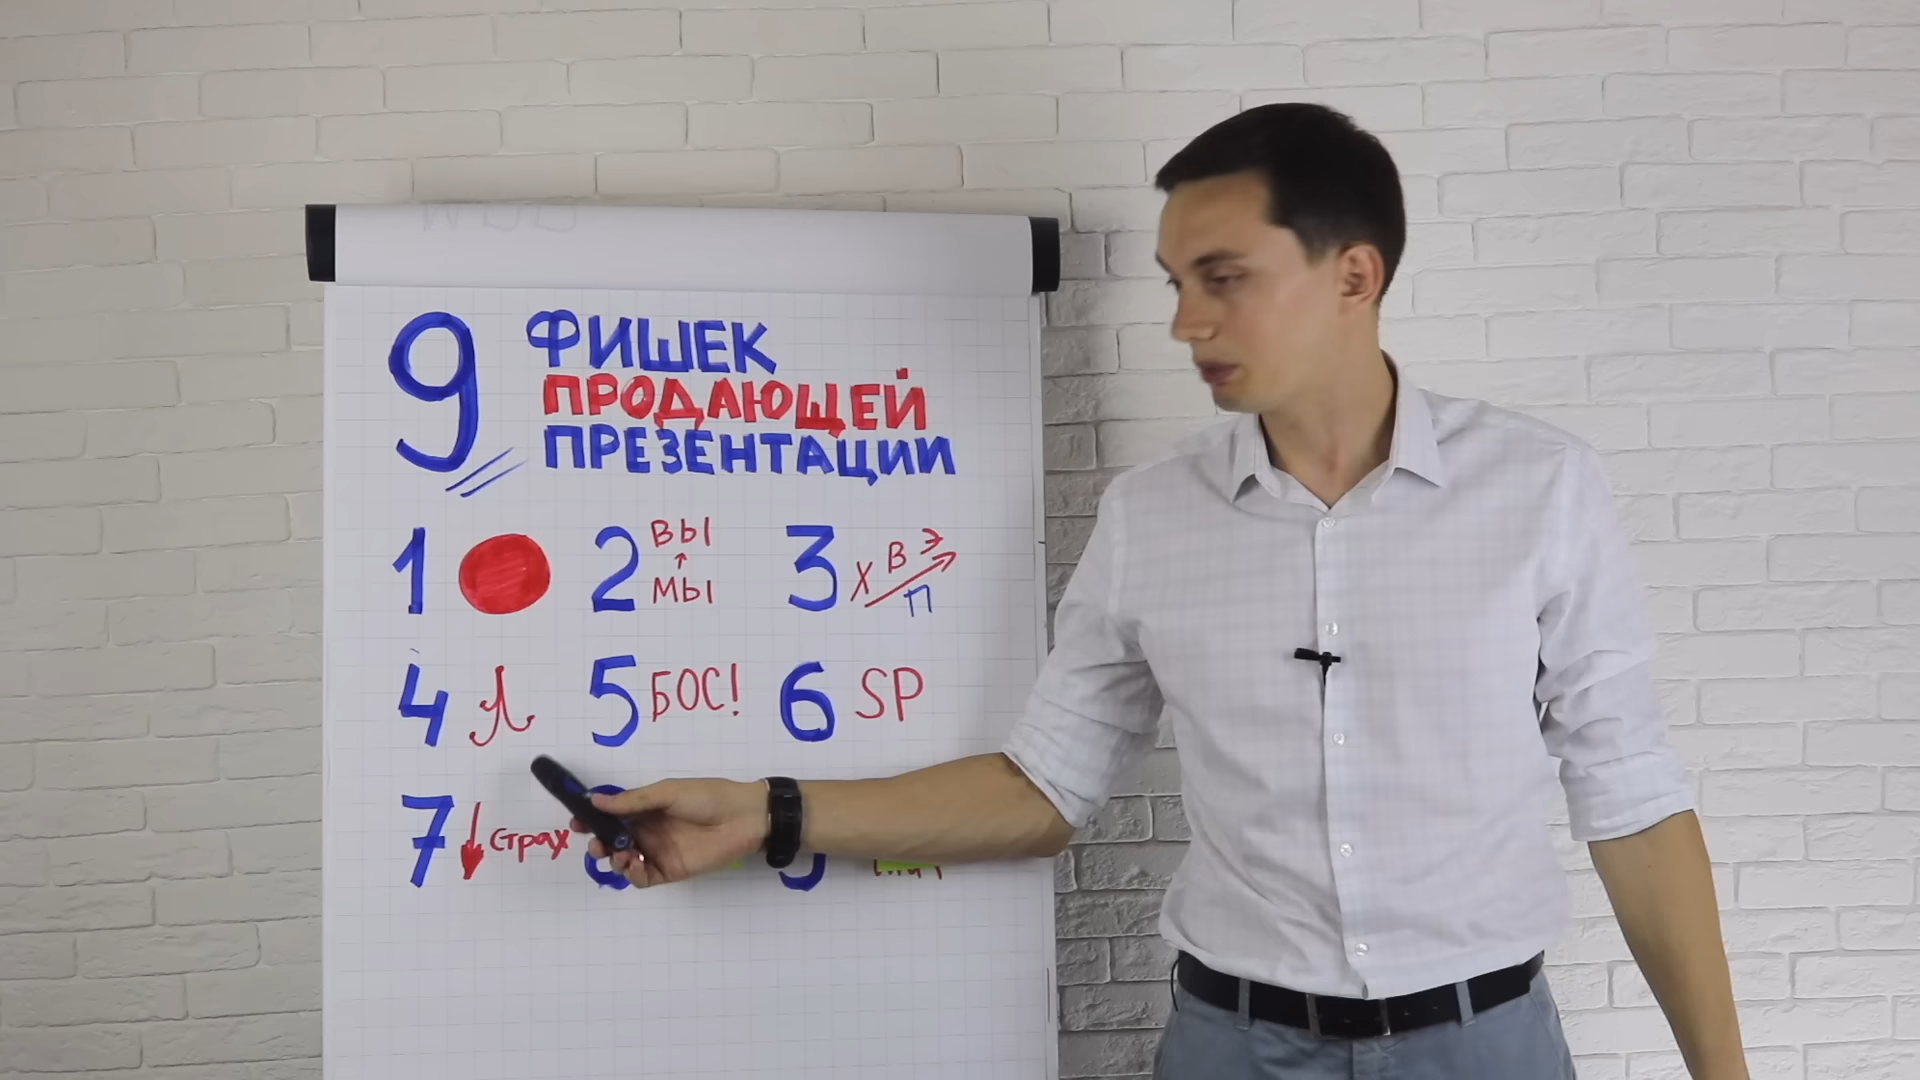 9 ФИШЕК
ПРОДАЮЩЕЙ
ПРЕЗЕНТАЦИИ
1
2 ВЫ
МЫ
3 Х В Э
П
4
5 БОС!
6 SP
7 страх